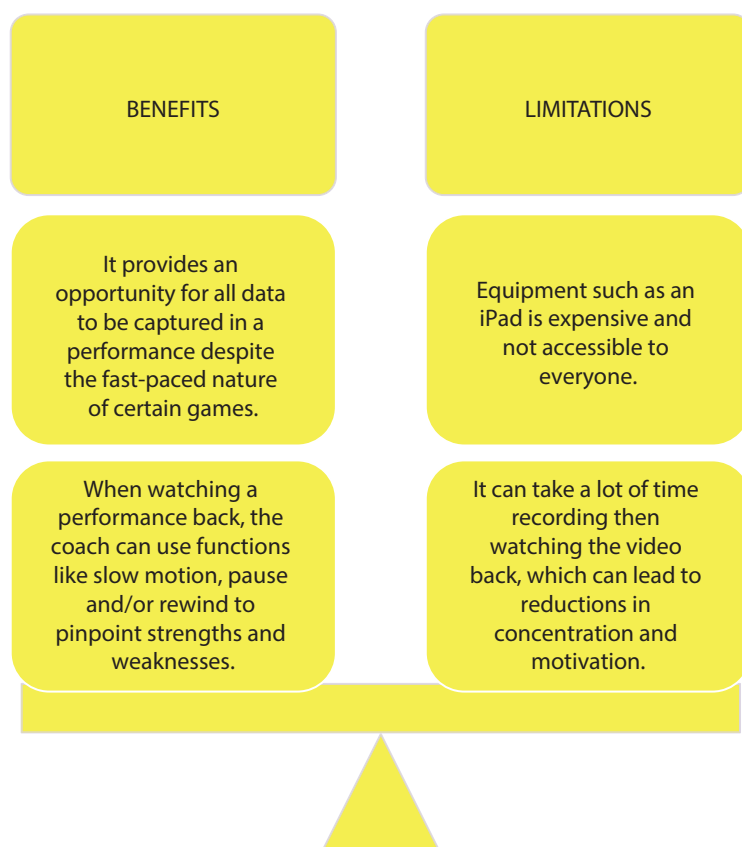 BENEFITS
It provides an
opportunity for all data
to be captured in a
performance despite
the fast-paced nature
of certain games.
When watching a
performance back, the
coach can use functions
like slow motion, pause
and/or rewind to
pinpoint strengths and
weaknesses.
LIMITATIONS
Equipment such as an
iPad is expensive and
not accessible to
everyone.
It can take a lot of time
recording then
watching the video
back, which can lead to
reductions in
concentration and
motivation.